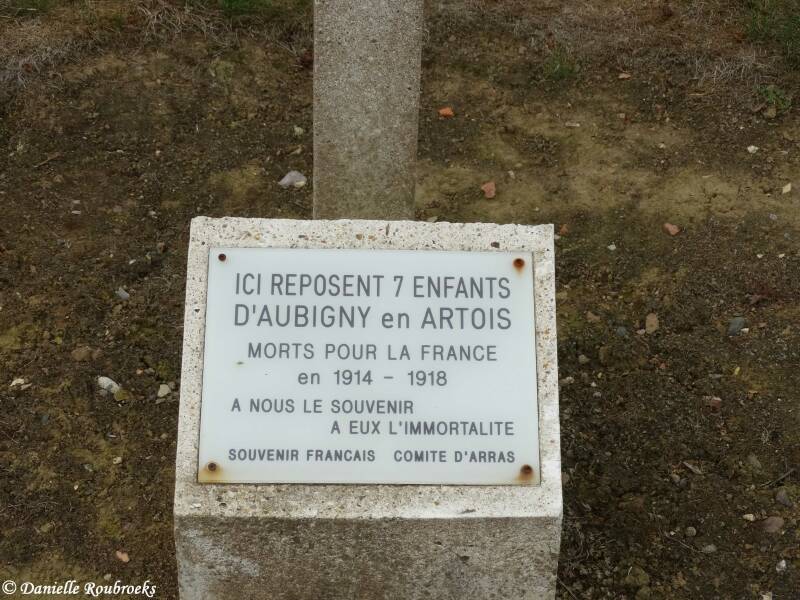 ICI REPOSENT 7 ENFANTS
D'AUBIGNY en ARTOIS
MORTS POUR LA FRANCE
en 1914 - 1918
A NOUS LE SOUVENIR
A EUX L'IMMORTALITE
SOUVENIR FRANCAIS COMITE D'ARRAS
© Danielle Roubroeks